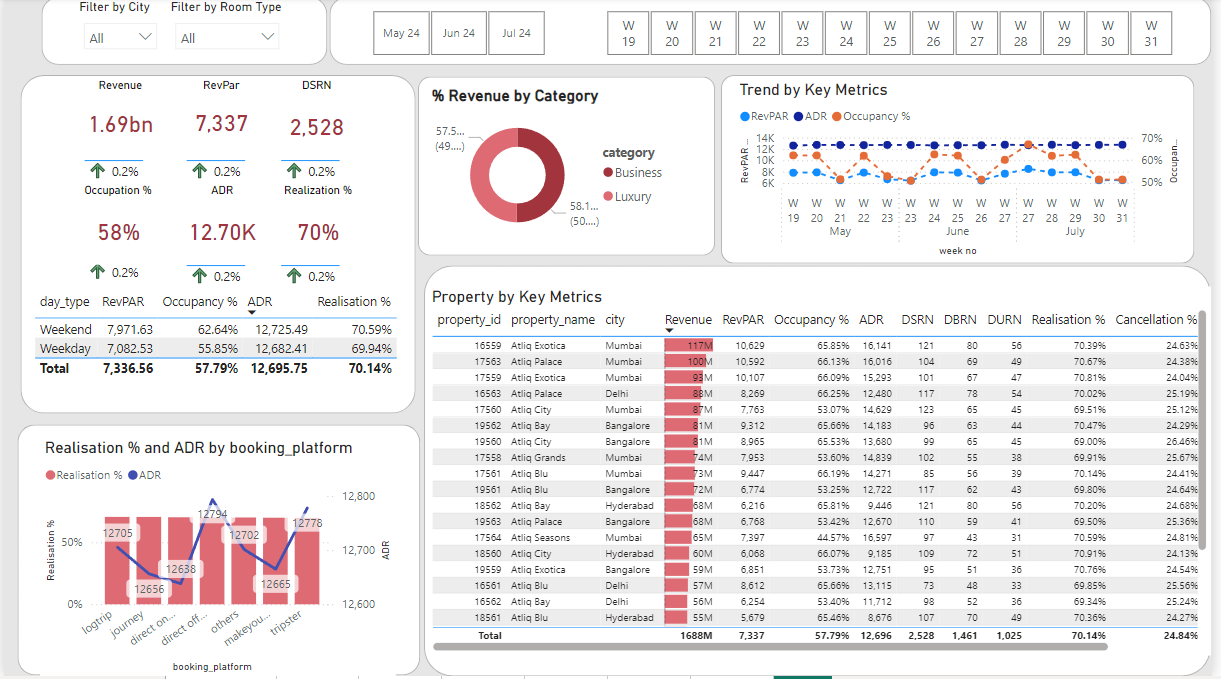 Filter by City
Filter by Room Type
All
All
May 24
Jun 24
Jul 24
W 19
W 20
W 21
W 22
W 23
W 24
W 25
W 26
W 27
W 28
W 29
W 30
W 31
Revenue
RevPar
DSRN
1.69bn
7,337
2,528
0.2%
0.2%
0.2%
Occupation %
ADR
Realization %
58%
12.70K
70%
0.2%
0.2%
0.2%
day_type RevPAR Occupancy % ADR Realisation %
Weekend 7,971.63 62.64% 12,725.49 70.59%
Weekday 7,082.53 55.85% 12,682.41 69.94%
Total 7,336.56 57.79% 12,695.75 70.14%
% Revenue by Category
57.5...
(49....)
58.1...
(50....)
category
Business
Luxury
Trend by Key Metrics
RevPAR ADR Occupancy %
RevPAR ...
14K
12K
10K
8K
6K
70%
60%
50%
Occupan...
W W W W W W W W W W W W W W W
19 20 21 22 23 23 24 25 26 27 27 28 29 30 31
May June July
week no
Realisation % and ADR by booking_platform
Realisation % ADR
Realisation %
50%
0%
12705
12656
12638
12794
12702
12665
12778
12,800
12,700
12,600
ADR
logtrip
journey
direct on...
direct off...
others
makeyou...
tripster
booking_platform
Property by Key Metrics
property_id property_name city Revenue RevPAR Occupancy % ADR DSRN DBRN DURN Realisation % Cancellation %
16559 Atliq Exotica Mumbai 117M 10,629 65.85% 16,141 121 80 56 70.39% 24.63%
17563 Atliq Palace Mumbai 100M 10,592 66.13% 16,016 104 69 49 70.67% 24.38%
17559 Atliq Exotica Mumbai 93M 10,107 66.09% 15,293 101 67 47 70.81% 24.04%
16563 Atliq Palace Delhi 88M 8,269 66.25% 12,480 117 78 54 70.02% 25.19%
17560 Atliq City Mumbai 87M 7,763 53.07% 14,629 123 65 45 69.51% 25.12%
19562 Atliq Bay Bangalore 81M 9,312 65.66% 14,183 96 63 44 70.47% 24.29%
19560 Atliq City Bangalore 81M 8,965 65.53% 13,680 99 65 45 69.00% 26.46%
17558 Atliq Grands Mumbai 74M 7,953 53.60% 14,839 102 55 38 69.91% 25.67%
17561 Atliq Blu Mumbai 73M 9,447 66.19% 14,271 85 56 39 70.14% 24.41%
19561 Atliq Blu Bangalore 72M 6,774 53.25% 12,722 117 62 43 69.80% 24.64%
18562 Atliq Bay Hyderabad 68M 6,216 65.81% 9,446 121 80 56 70.20% 24.68%
19563 Atliq Palace Bangalore 68M 6,768 53.42% 12,670 110 59 41 69.50% 25.36%
17564 Atliq Seasons Mumbai 65M 7,397 44.57% 16,597 97 43 31 70.59% 24.81%
18560 Atliq City Hyderabad 60M 6,068 66.07% 9,185 109 72 51 70.91% 24.13%
19559 Atliq Exotica Bangalore 59M 6,851 53.73% 12,751 95 51 36 70.76% 24.54%
16561 Atliq Blu Delhi 57M 8,612 65.66% 13,115 73 48 33 69.85% 25.56%
16562 Atliq Bay Delhi 56M 6,254 53.40% 11,712 98 52 36 69.34% 25.24%
18561 Atliq Blu Hyderabad 55M 5,679 65.46% 8,676 107 70 49 70.36% 24.27%
Total 1688M 7,337 57.79% 12,696 2,528 1,461 1,025 70.14% 24.84%